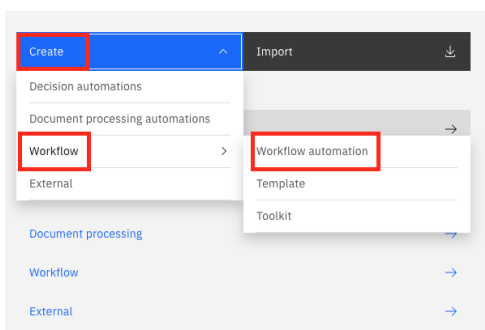 Create
Import
Decision automations
Document processing automations
Workflow
Workflow automation
External
Template
Toolkit
Document processing
Workflow
External